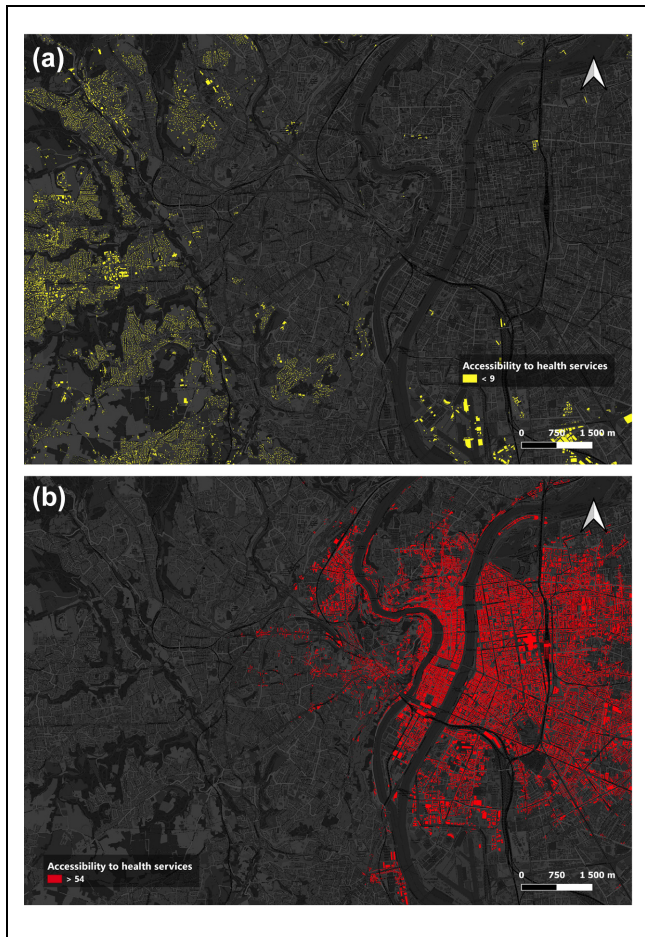 (a)
Accessibility to health services
< 9
0 750 1 500 m
(b)
Accessibility to health services
> 54
0 750 1 500 m